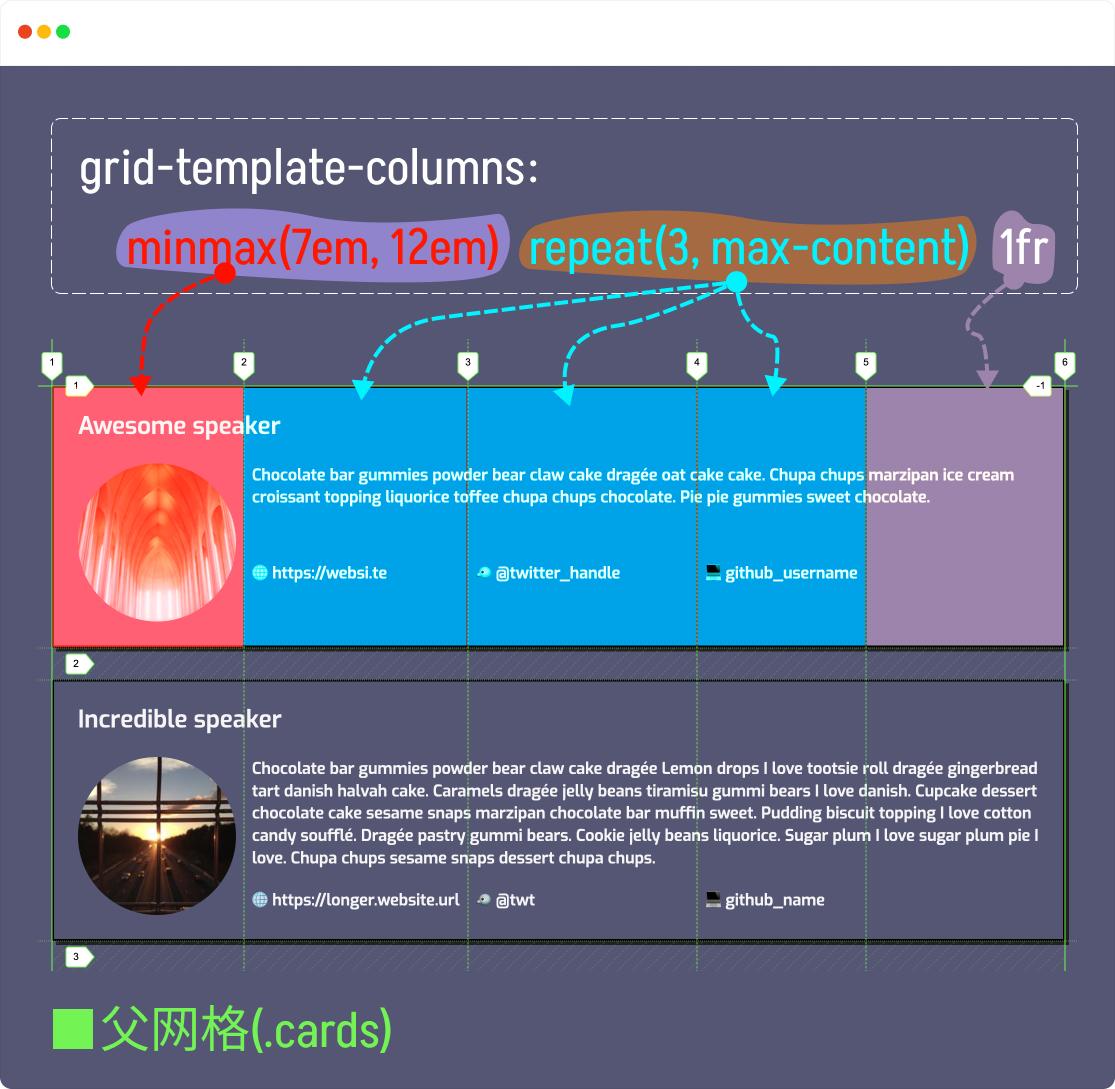 grid-template-columns:
minmax(7em, 12em) repeat(3, max-content) 1fr
1 2 3 4 5 6
1 -1
Awesome speaker
Chocolate bar gummies powder bear claw cake dragée oat cake cake. Chupa chups marzipan ice cream
croissant topping liquorice toffee chupa chups chocolate. Pie pie gummies sweet chocolate.
https://websi.te @twitter_handle github_username
2
Incredible speaker
Chocolate bar gummies powder bear claw cake dragée Lemon drops I love tootsie roll dragée gingerbread
tart danish halvah cake. Caramels dragée jelly beans tiramisu gummi bears I love danish. Cupcake dessert
chocolate cake sesame snaps marzipan chocolate bar muffin sweet. Pudding biscuit topping I love cotton
candy soufflé. Dragée pastry gummi bears. Cookie jelly beans liquorice. Sugar plum I love sugar plum pie I
love. Chupa chups sesame snaps dessert chupa chups.
https://longer.website.url @twt github_name
3
父网格(.cards)